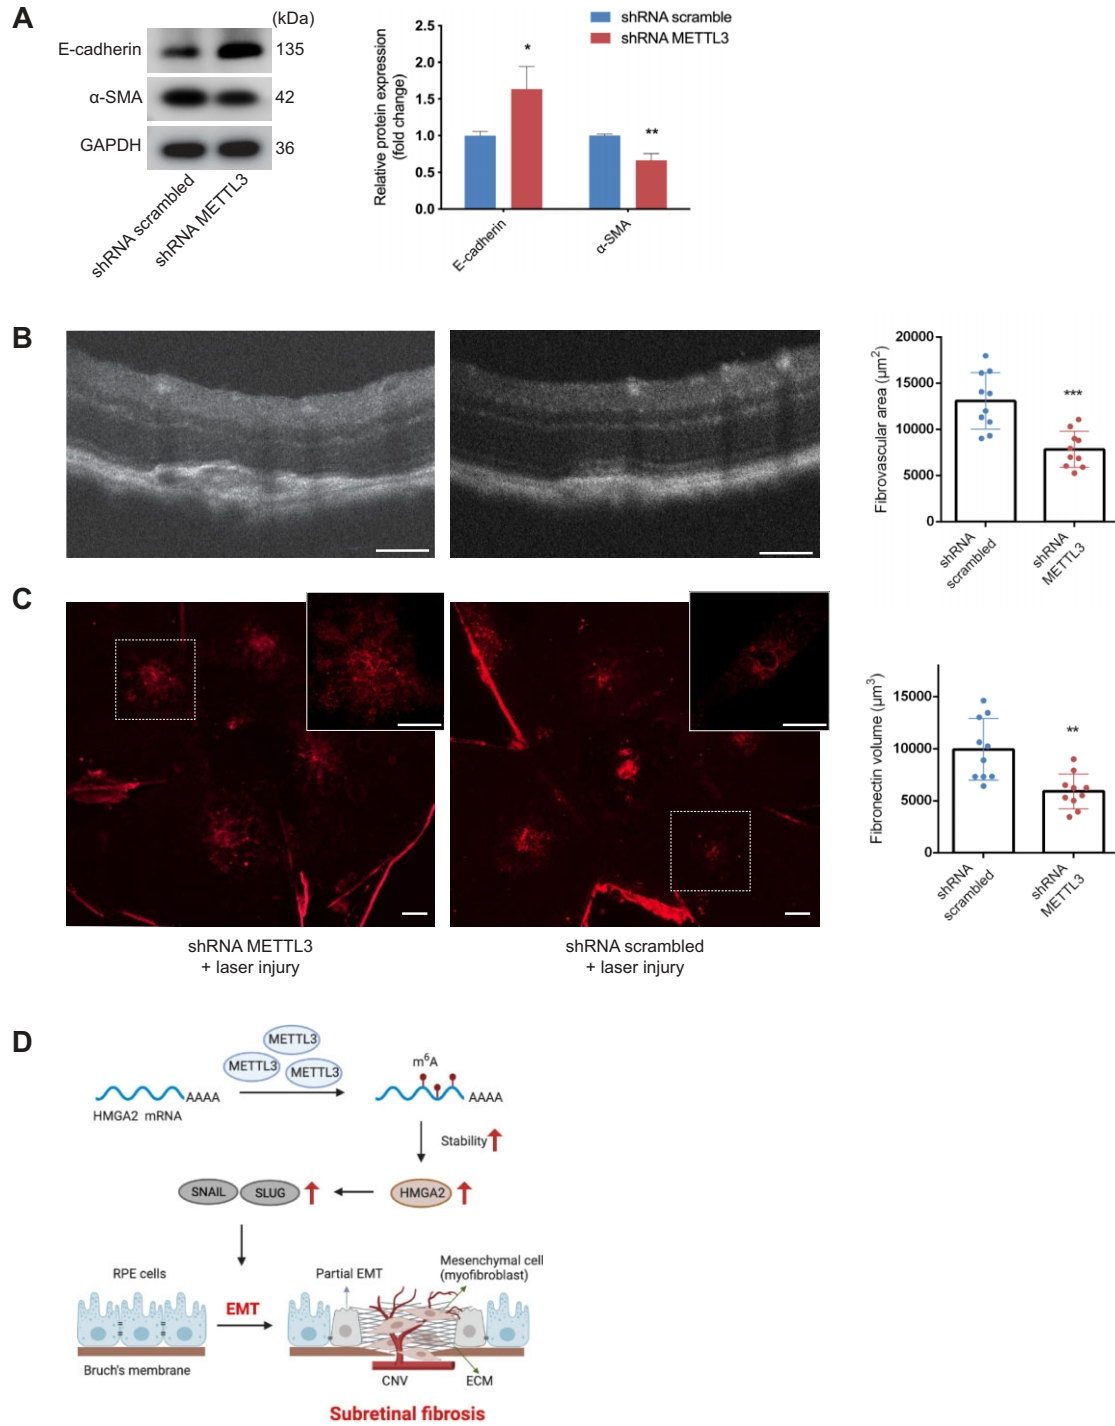 A
(kDa)
E-cadherin
135
α-SMA
42
GAPDH
36
shRNA scrambled
shRNA METTL3
shRNA scramble
shRNA METTL3
Relative protein expression
(fold change)
2.5
2.0
1.5
1.0
0.5
0.0
*
**
E-cadherin
α-SMA
B
Fibrovascular area (μm2)
20000
15000
10000
5000
0
***
shRNA
scrambled
shRNA
METTL3
C
Fibronectin volume (μm3)
15000
10000
5000
0
**
shRNA
scrambled
shRNA
METTL3
shRNA METTL3
+ laser injury
shRNA scrambled
+ laser injury
D
METTL3
METTL3
METTL3
m6A
AAAA
AAAA
HMGA2 mRNA
Stability
SNAIL
SLUG
HMGA2
RPE cells
Partial EMT
Mesenchymal cell
(myofibroblast)
EMT
Bruch's membrane
CNV
ECM
Subretinal fibrosis